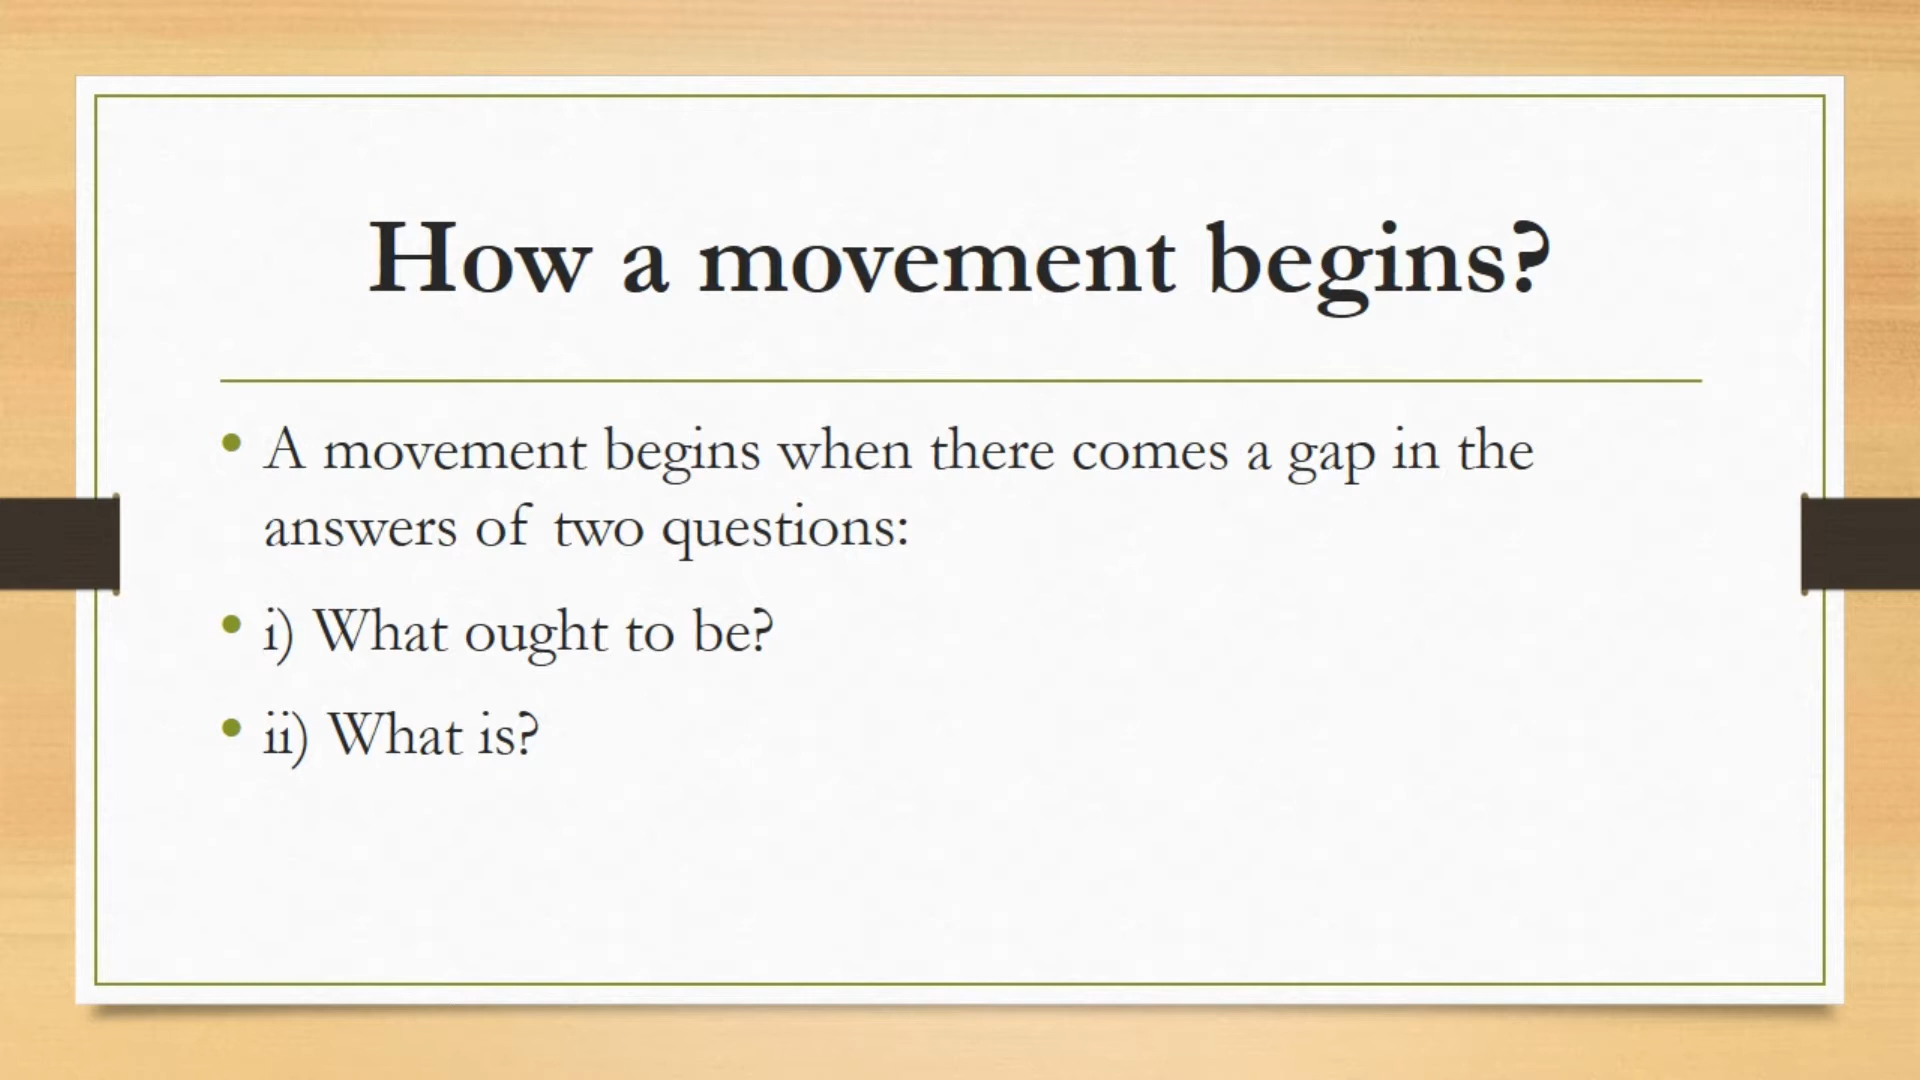 How a movement begins?
• A movement begins when there comes a gap in the
answers of two questions:
• i) What ought to be?
• ii) What is?